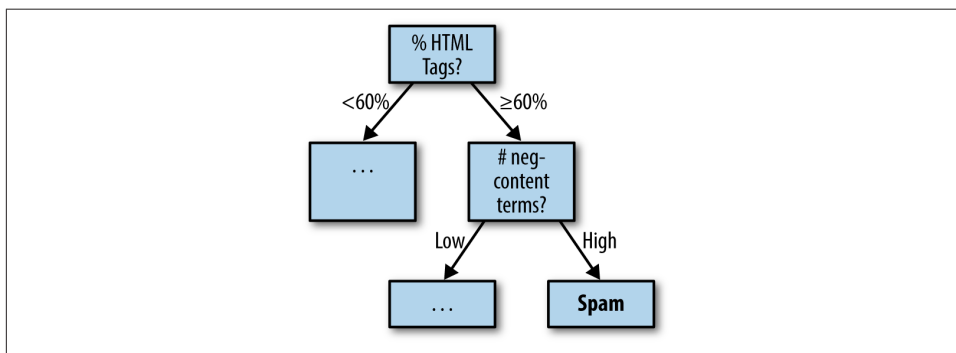 % HTML
Tags?
<60%
≥60%
...
# neg-
content
terms?
Low
High
...
Spam